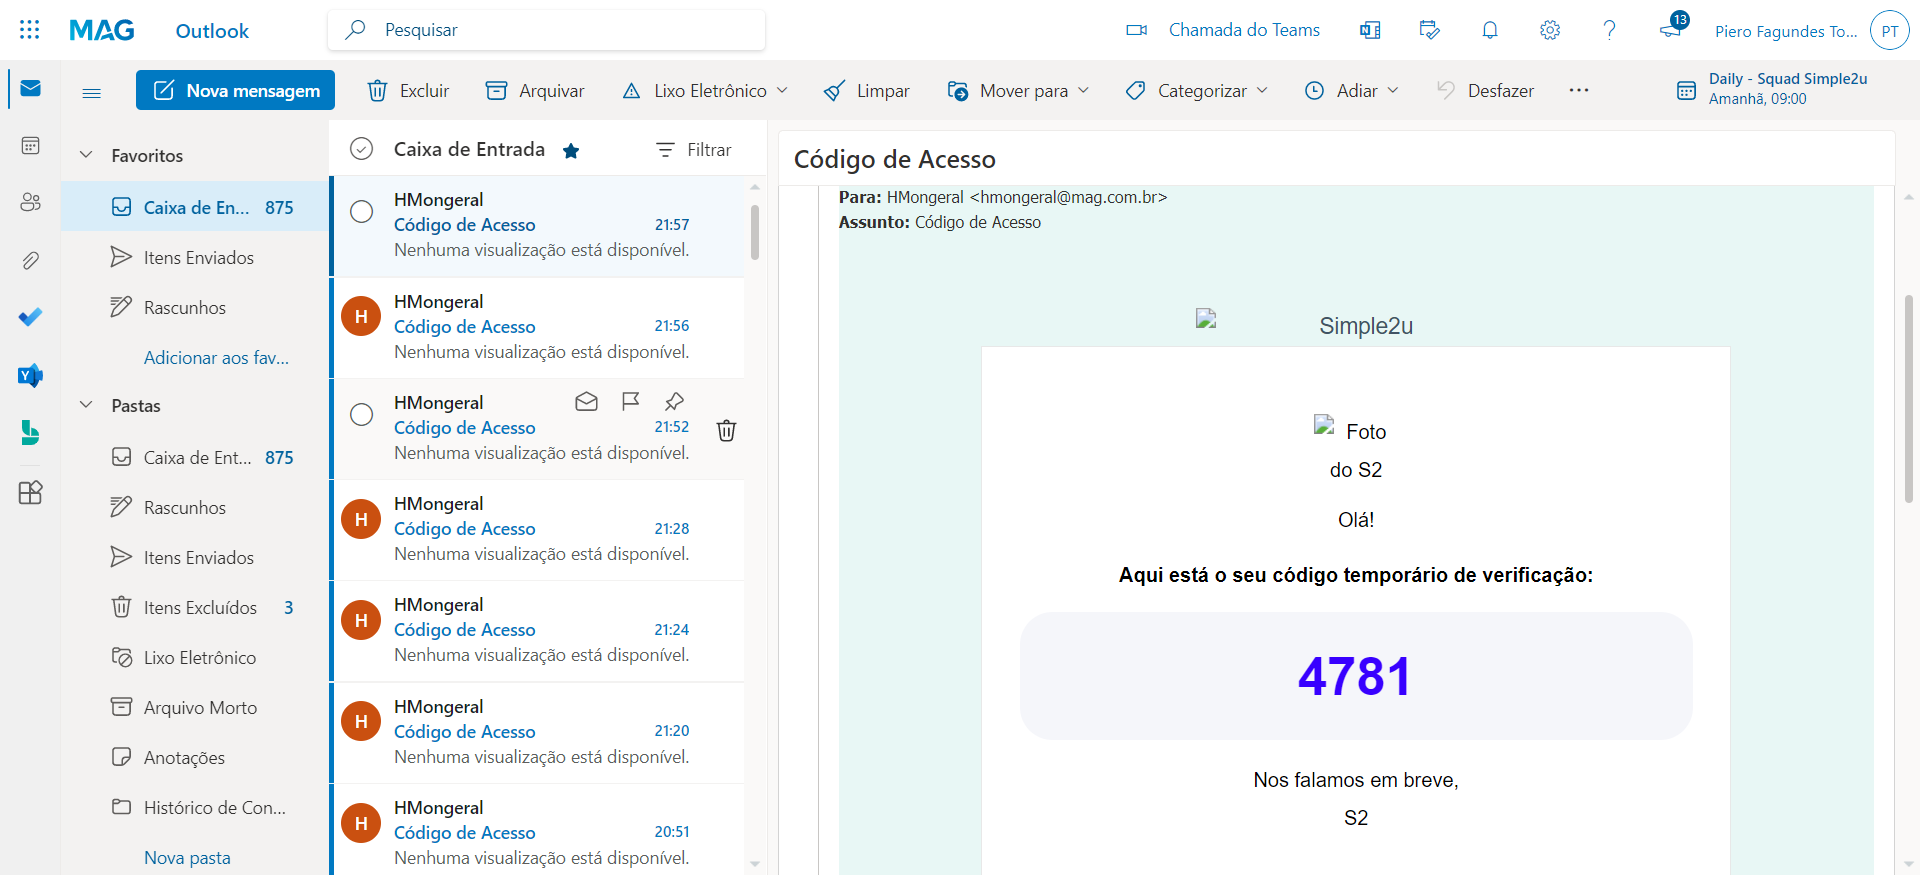 MAG
Outlook
Pesquisar
Chamada do Teams
N
?
13
Piero Fagundes To...
PT
Nova mensagem
Excluir
Arquivar
Lixo Eletrônico
Limpar
Mover para
Categorizar
Adiar
Desfazer
Daily - Squad Simple2u
Amanhã, 09:00
Favoritos
Caixa de En... 875
Itens Enviados
Rascunhos
Adicionar aos fav...
Pastas
Caixa de Ent... 875
Rascunhos
Itens Enviados
Itens Excluídos 3
Lixo Eletrônico
Arquivo Morto
Anotações
Histórico de Con...
Nova pasta
Caixa de Entrada
Filtrar
HMongeral
Código de Acesso 21:57
Nenhuma visualização está disponível.
H
HMongeral
Código de Acesso 21:56
Nenhuma visualização está disponível.
HMongeral
Código de Acesso 21:52
Nenhuma visualização está disponível.
H
HMongeral
Código de Acesso 21:28
Nenhuma visualização está disponível.
H
HMongeral
Código de Acesso 21:24
Nenhuma visualização está disponível.
H
HMongeral
Código de Acesso 21:20
Nenhuma visualização está disponível.
H
HMongeral
Código de Acesso 20:51
Nenhuma visualização está disponível.
Código de Acesso
Para: HMongeral <hmongeral@mag.com.br>
Assunto: Código de Acesso
Simple2u
Foto
do S2
Olá!
Aqui está o seu código temporário de verificação:
4781
Nos falamos em breve,
S2